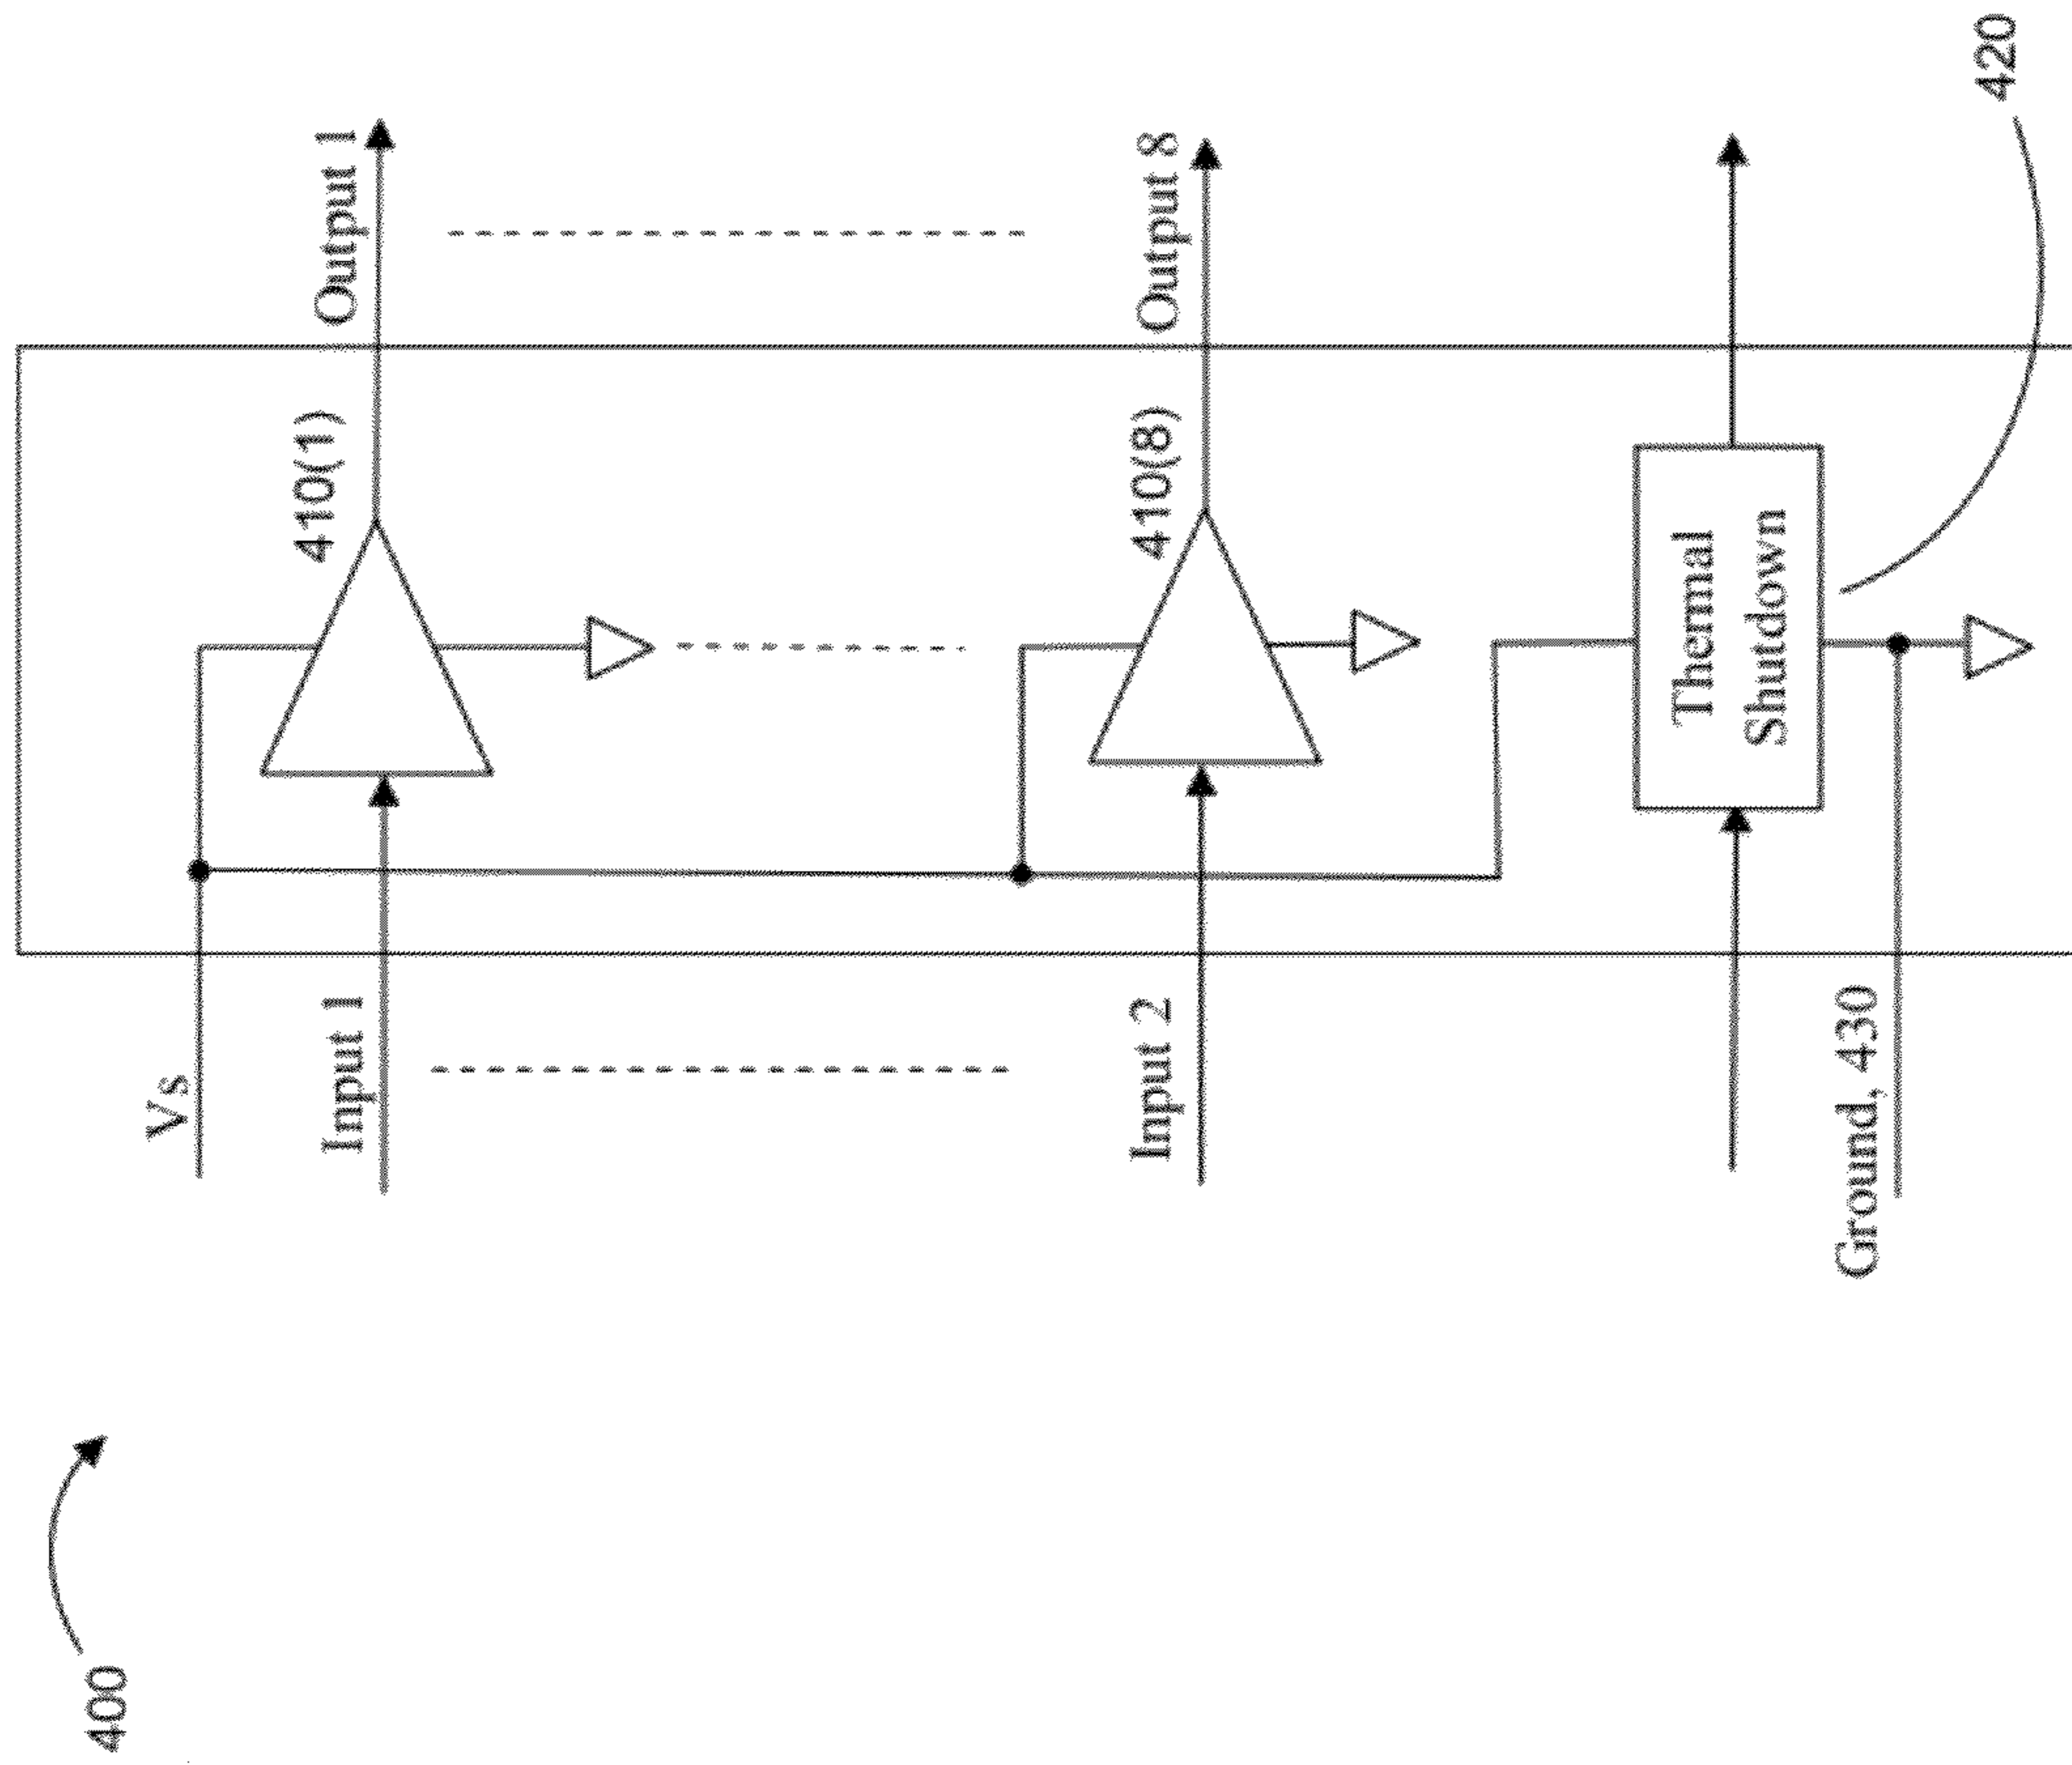 400
Vs
Input 1
410(1)
Output 1
Input 2
410(8)
Output 8
Thermal
Shutdown
Ground, 430
420